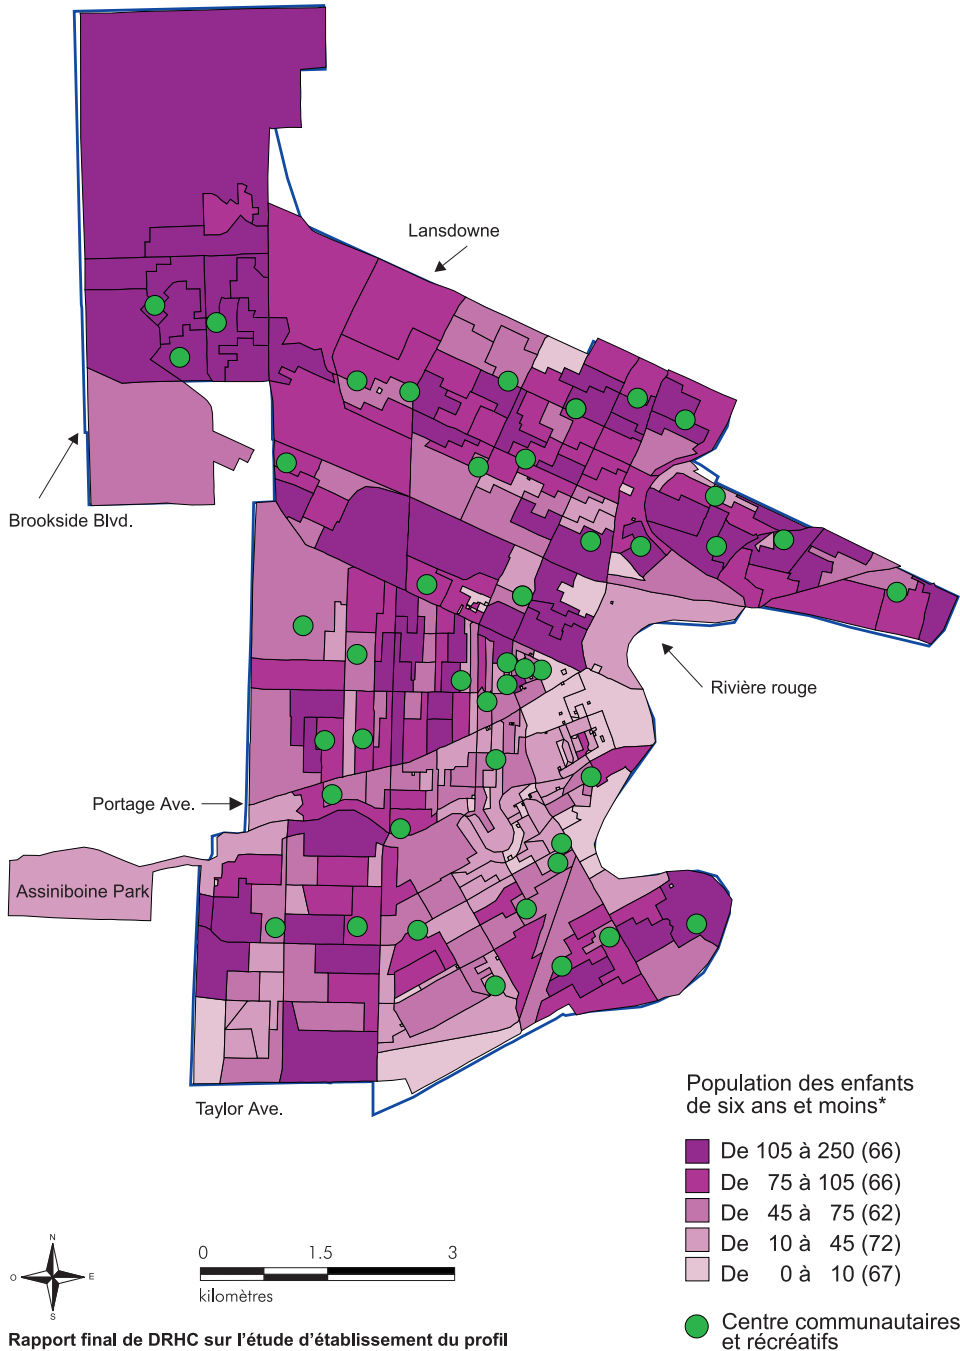 Lansdowne
Brookside Blvd.
Rivière rouge
Portage Ave.
Assiniboine Park
Taylor Ave.
Population des enfants
de six ans et moins*
De 105 à 250 (66)
De 75 à 105 (66)
De 45 à 75 (62)
De 10 à 45 (72)
De 0 à 10 (67)
Centre communautaires
et récréatifs
N
O E
S
0 1.5 3
kilomètres
Rapport final de DRHC sur l'étude d'établissement du profil